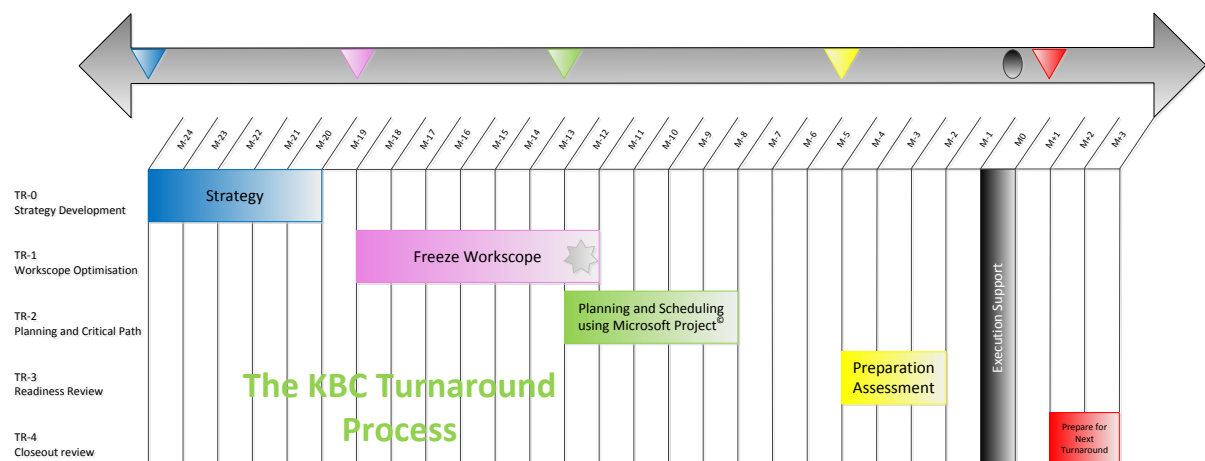 M-24
M-23
M-22
M-21
M-20
M-19
M-18
M-17
M-16
M-15
M-14
M-13
M-12
M-11
M-10
M-9
M-8
M-7
M-6
M-5
M-4
M-3
M-2
M-1
M0
M+1
M+2
M+3
TR-0
Strategy Development
Strategy
TR-1
Workscope Optimisation
Freeze Workscope
TR-2
Planning and Critical Path
Planning and Scheduling
using Microsoft Project©
Execution Support
TR-3
Readiness Review
Preparation
Assessment
The KBC Turnaround
Process
TR-4
Closeout review
Prepare for
Next
Turnaround